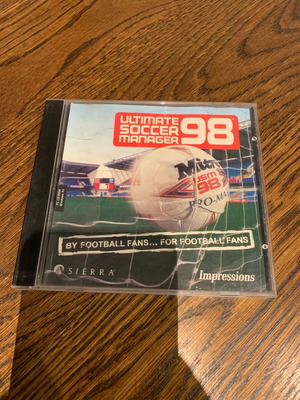 ULTIMATE
SOCCER
MANAGER 98
Mitre
USM
98
PRO-MAX
BY FOOTBALL FANS... FOR FOOTBALL FANS
SIERRA
Impressions